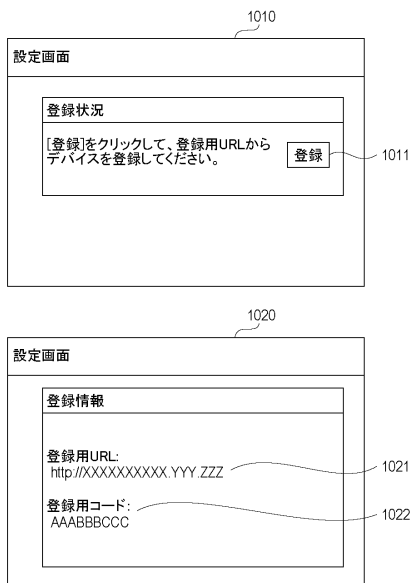 1010
設定画面
登録状況
[登録]をクリックして、登録用URLから
デバイスを登録してください。
登録
1011
1020
設定画面
登録情報
登録用URL:
http://XXXXXXXXXX.YYY.ZZZ
1021
登録用コード:
AAABBBCCC
1022